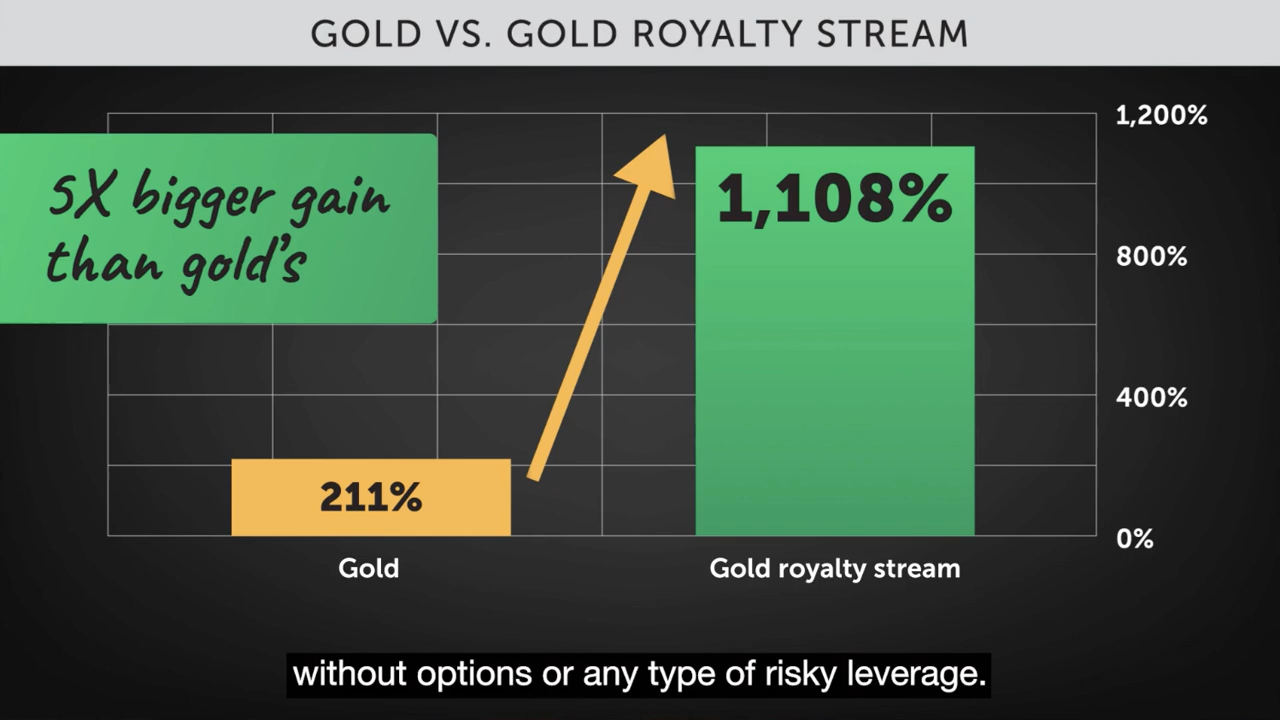 GOLD VS. GOLD ROYALTY STREAM
1,200%
5X bigger gain
than gold's
1,108%
800%
400%
211%
0%
Gold
Gold royalty stream
without options or any type of risky leverage.